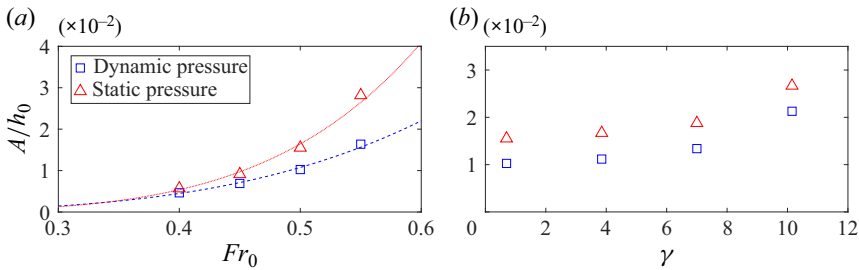 (a) (×10⁻²)
4
3
2
1
0
0.3 0.4 0.5 0.6
A/h₀
Fr₀
Dynamic pressure
Static pressure
(b) (×10⁻²)
3
2
1
0
0 2 4 6 8 10 12
γ